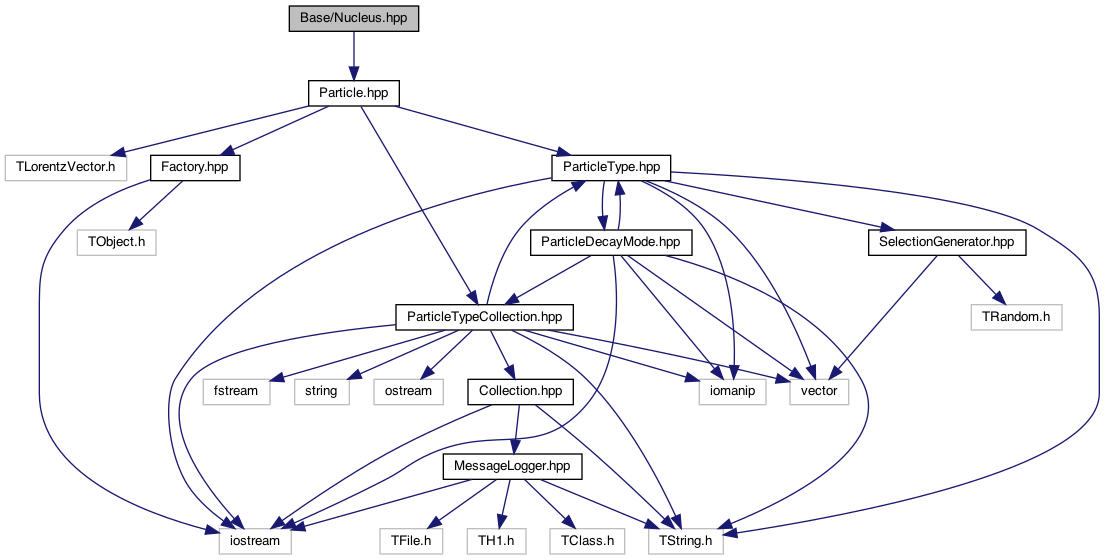 Base/Nucleus.hpp
Particle.hpp
TLorentzVector.h
Factory.hpp
ParticleType.hpp
TObject.h
ParticleDecayMode.hpp
SelectionGenerator.hpp
ParticleTypeCollection.hpp
TRandom.h
fstream
string
ostream
Collection.hpp
iomanip
vector
MessageLogger.hpp
iostream
TFile.h
TH1.h
TClass.h
TString.h